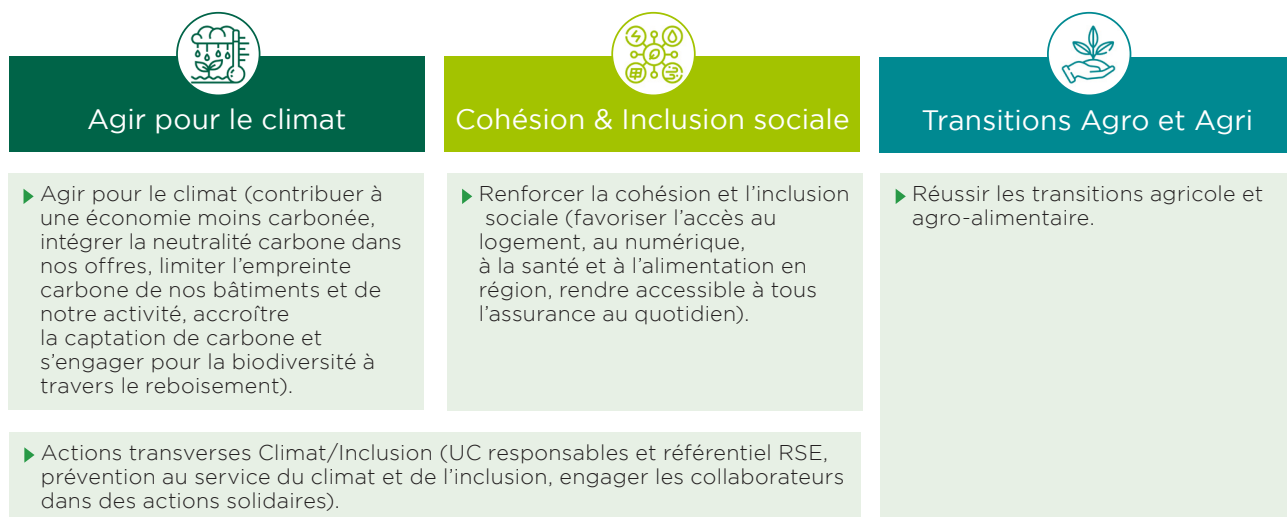 Agir pour le climat
Cohésion & Inclusion sociale
Transitions Agro et Agri
Agir pour le climat (contribuer à
une économie moins carbonée,
intégrer la neutralité carbone dans
nos offres, limiter l’empreinte
carbone de nos bâtiments et de
notre activité, accroître
la captation de carbone et
s’engager pour la biodiversité à
travers le reboisement).
Renforcer la cohésion et l’inclusion
sociale (favoriser l’accès au
logement, au numérique,
à la santé et à l’alimentation en
région, rendre accessible à tous
l’assurance au quotidien).
Réussir les transitions agricole et
agro-alimentaire.
Actions transverses Climat/Inclusion (UC responsables et référentiel RSE,
prévention au service du climat et de l’inclusion, engager les collaborateurs
dans des actions solidaires).